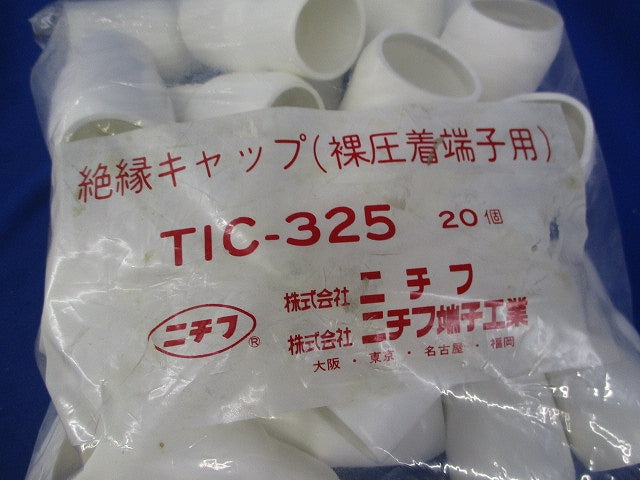 絶縁キャップ(裸圧着端子用)
TIC-325 20個
株式会社 ニチフ
ニチフ ®
株式会社 ニチフ端子工業
大阪・東京・名古屋・福岡